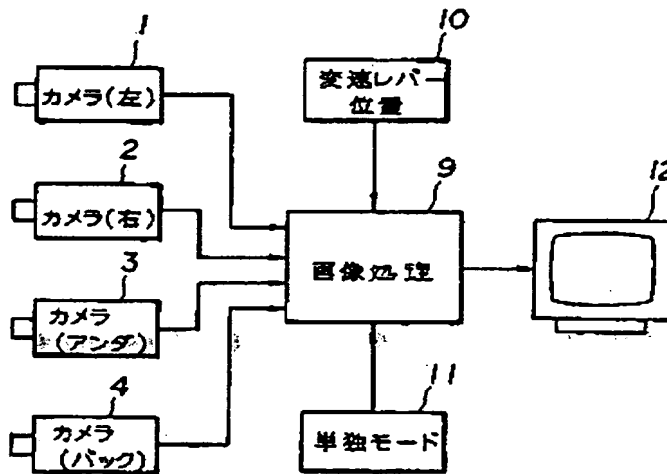 1
カメラ(左)
2
カメラ(右)
3
カメラ
(アンダ)
4
カメラ
(バック)
10
変速レバー
位置
9
画像処理
11
単独モード
12